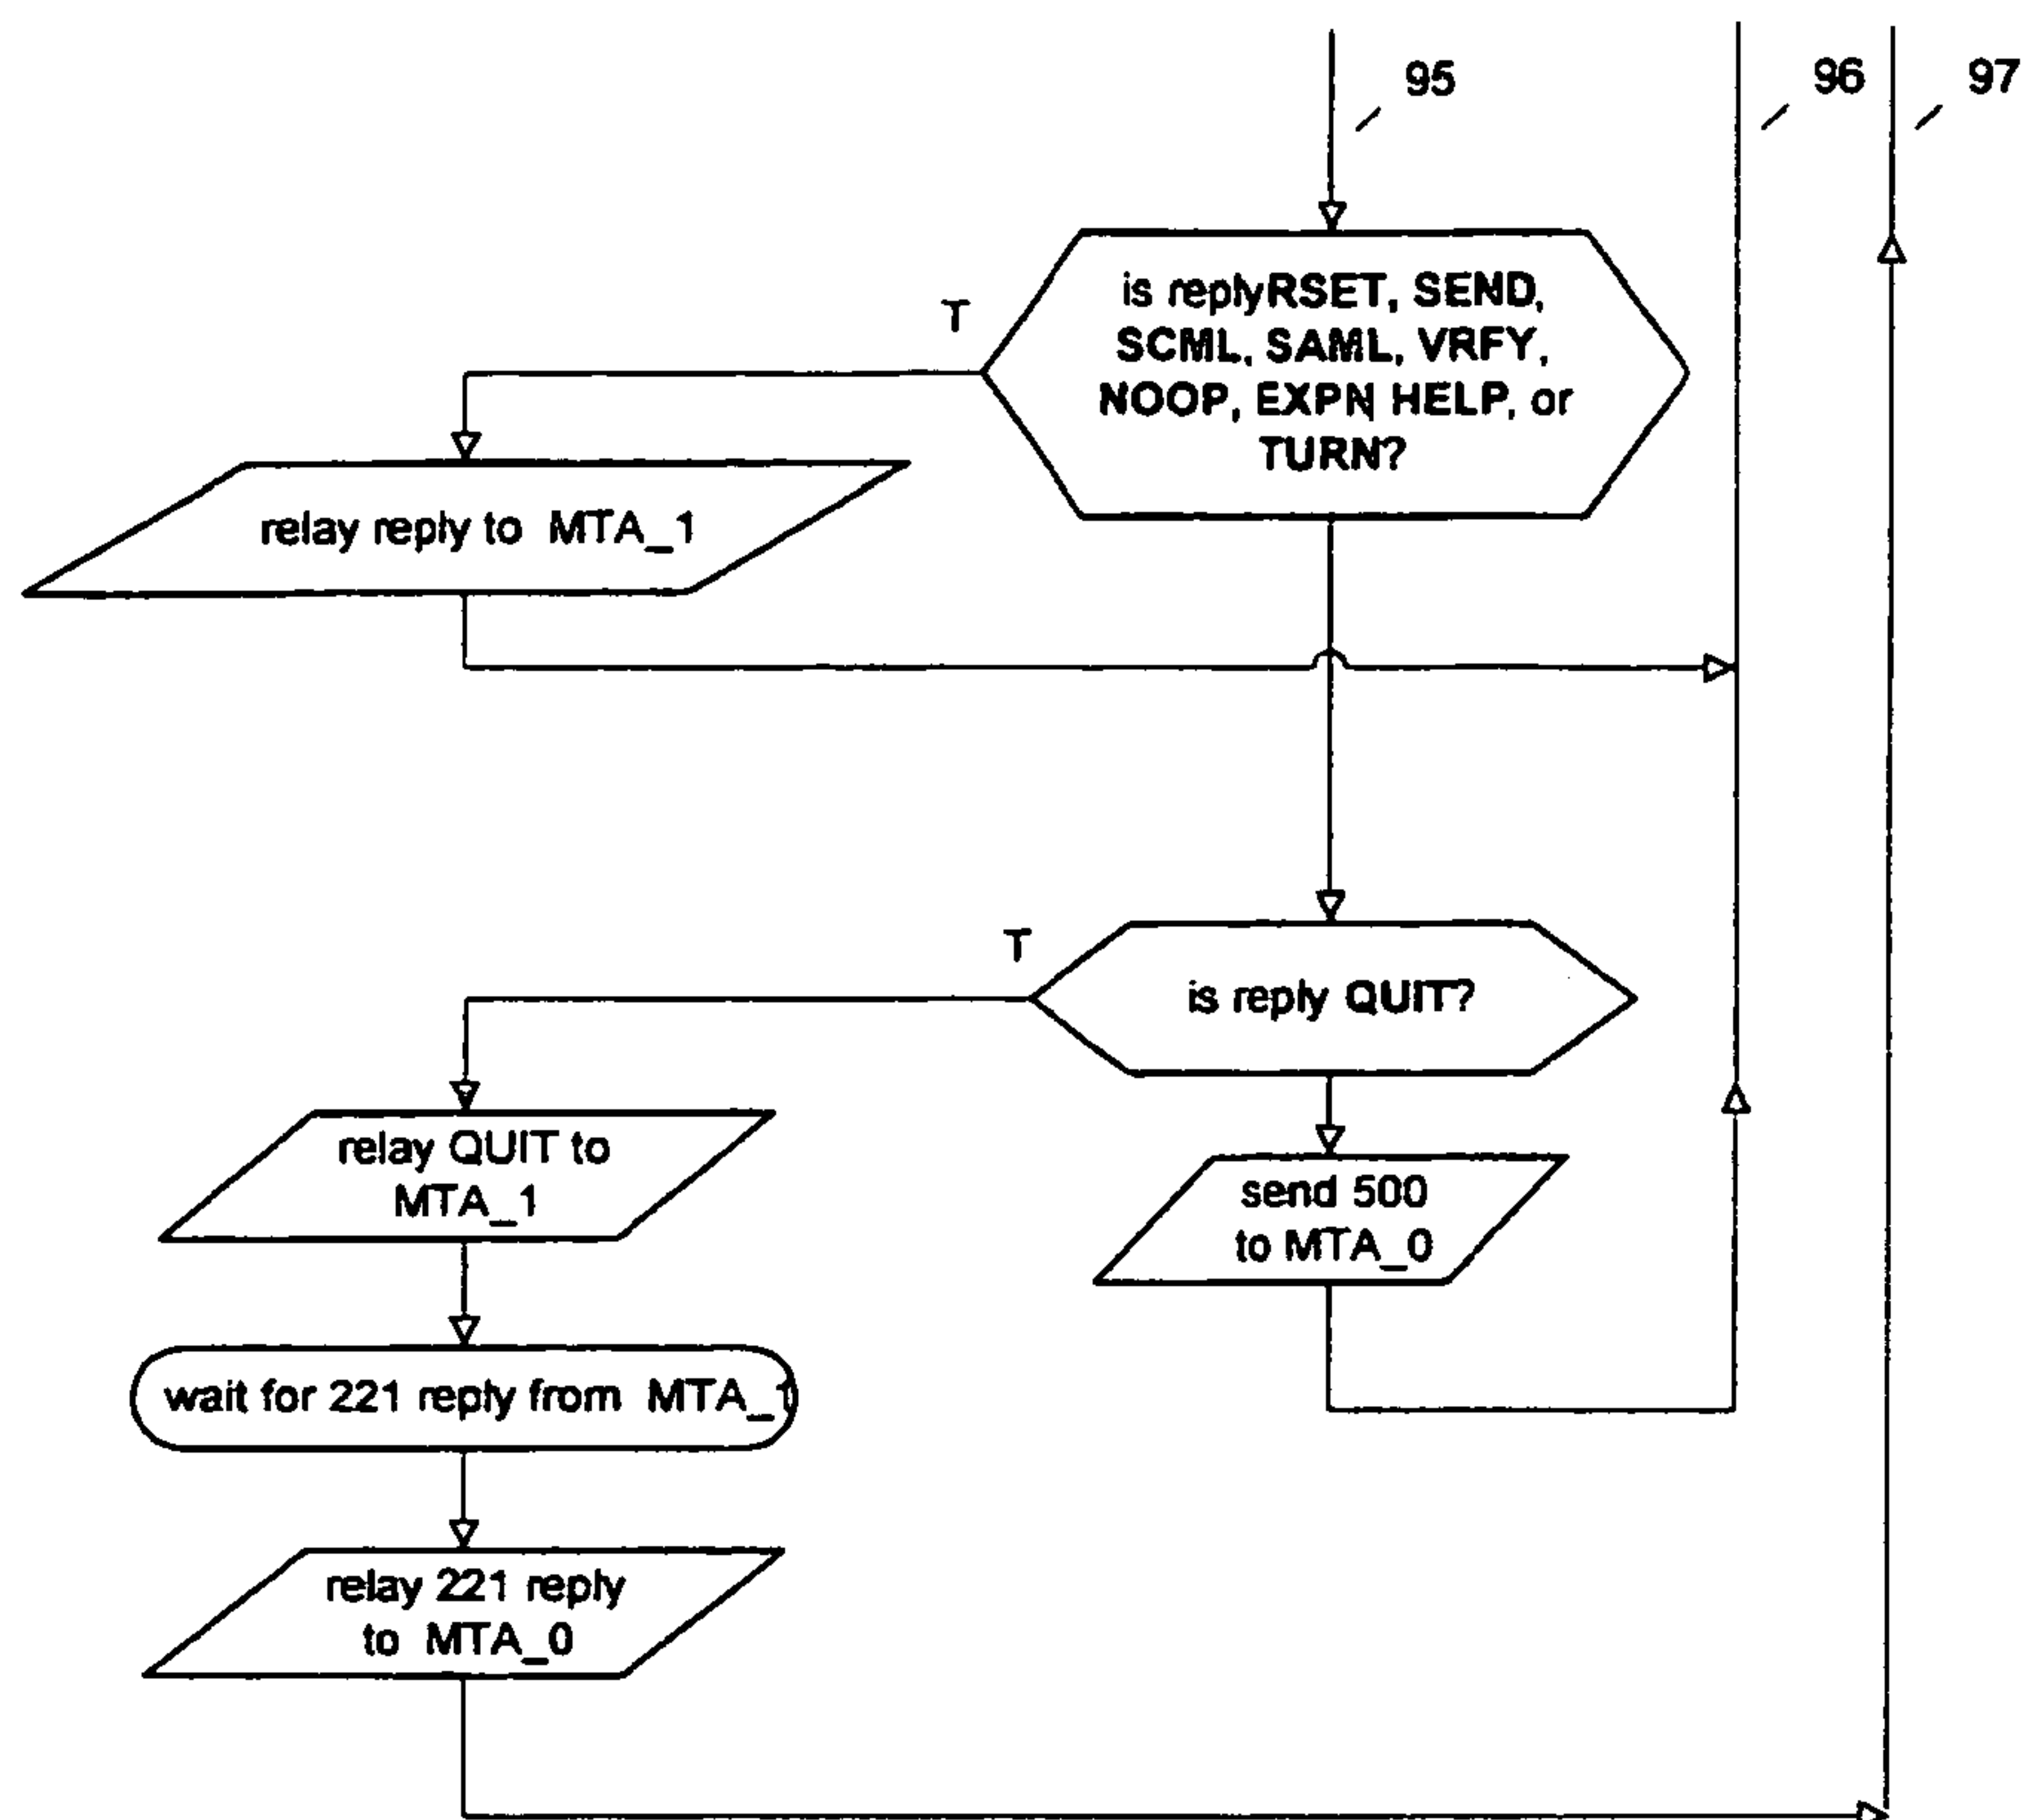 95
96
97
T
is replyRSET, SEND,
SCML, SAML, VRFY,
NOOP, EXPN HELP, or
TURN?
relay reply to MTA_1
T
is reply QUIT?
relay QUIT to
MTA_1
send 500
to MTA_0
wait for 221 reply from MTA_1
relay 221 reply
to MTA_0